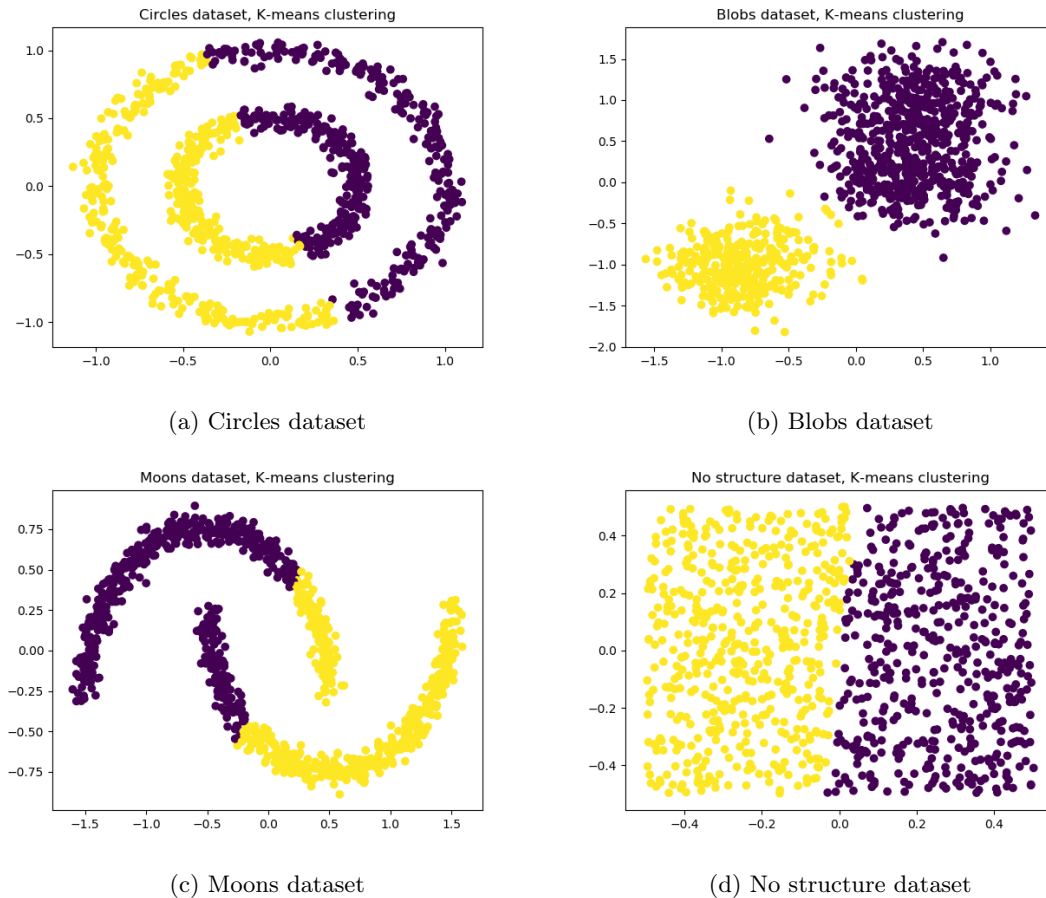 Circles dataset, K-means clustering
1.0
0.5
0.0
−0.5
−1.0
−1.0 −0.5 0.0 0.5 1.0
(a) Circles dataset
Blobs dataset, K-means clustering
1.5
1.0
0.5
0.0
−0.5
−1.0
−1.5
−2.0
−1.5 −1.0 −0.5 0.0 0.5 1.0
(b) Blobs dataset
Moons dataset, K-means clustering
0.75
0.50
0.25
0.00
−0.25
−0.50
−0.75
−1.5 −1.0 −0.5 0.0 0.5 1.0 1.5
(c) Moons dataset
No structure dataset, K-means clustering
0.4
0.2
0.0
−0.2
−0.4
−0.4 −0.2 0.0 0.2 0.4
(d) No structure dataset